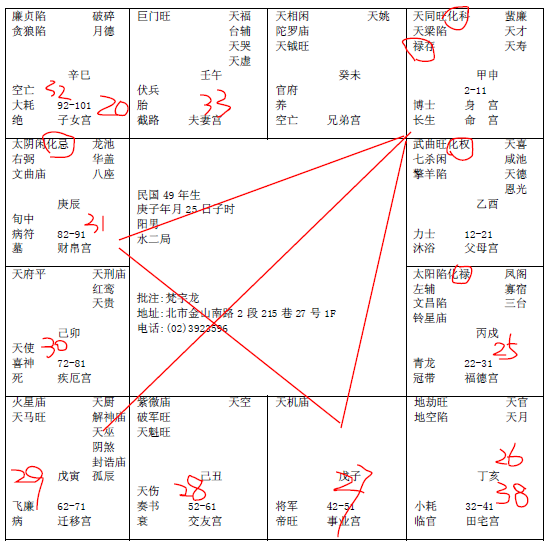 廉贞陷 破碎
贪狼陷 月德
辛巳
空亡 32
大耗 92-101 20
绝 子女宫
巨门旺 天福
台辅
天哭
天虚
壬午
伏兵
胎 33
截路 夫妻宫
天相闲 天姚
陀罗庙
天钺旺
癸未
官府
养
空亡 兄弟宫
天同旺化科 蜚廉
天梁陷 天才
禄存 天寿
甲申
2-11
博士 身 宫
长生 命 宫
太阴闲化忌 龙池
右弼 华盖
文曲庙 八座
庚辰
旬中
病符 82-91 31
墓 财帛宫
民国 49 年生
庚子年月 25 日子时
阳男
水二局
批注: 梵宇龙
地址: 北市金山南路 2 段 215 巷 27 号 1F
电话: (02)3923596
武曲旺化权 天喜
七杀闲 咸池
擎羊陷 天德
恩光
乙酉
力士 12-21
沐浴 父母宫
天府平 天刑庙
红鸾
天贵
己卯
天使 30
喜神 72-81
死 疾厄宫
太阳陷化禄 凤阁
左辅 寡宿
文昌陷 三台
铃星庙
丙戌
25
青龙 22-31
冠带 福德宫
火星庙 天厨
天马旺 解神庙
天巫
阴煞
封诰庙
戊寅 孤辰
29
飞廉 62-71
病 迁移宫
紫微庙 天空
破军旺
天魁旺
己丑
天伤 28
奏书 52-61
衰 交友宫
天机庙
戊子
27
将军 42-51
帝旺 事业宫
地劫旺 天官
地空陷 天月
26
丁亥
38
小耗 32-41
临官 田宅宫